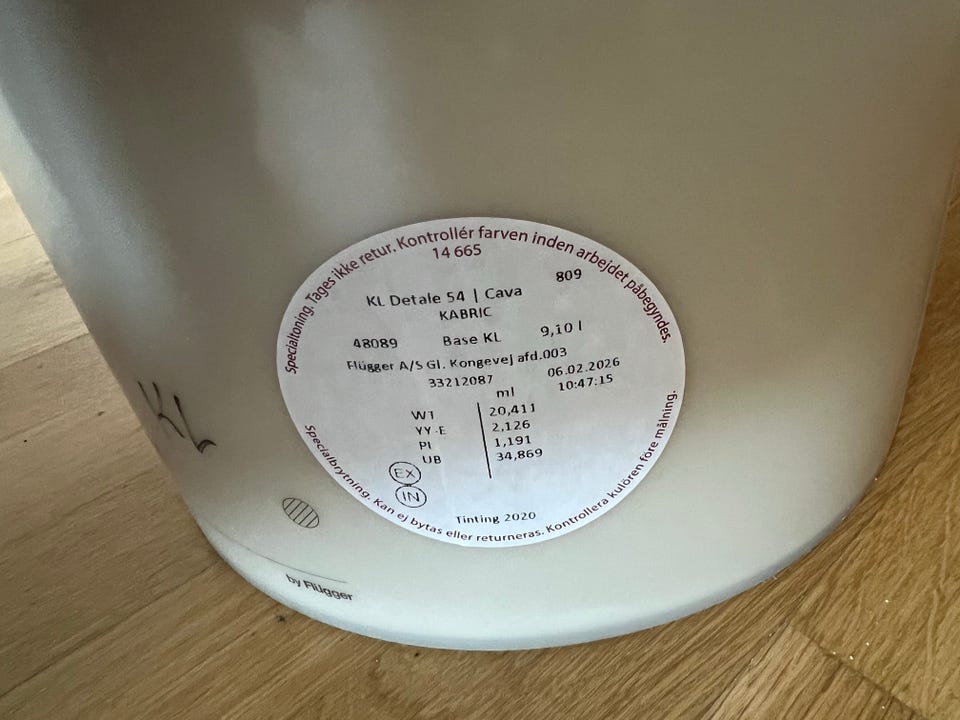 Specialtoning. Tages ikke retur. Kontrollér farven inden arbejdet påbegyndes.
14 665
809
KL Detale 54 | Cava
KABRIC
48089 Base KL 9,10 l
Flügger A/S Gl. Kongevej afd.003
33212087 06.02.2026
10:47:15
ml
WT 20,411
YY-E 2,126
PI 1,191
UB 34,869
EX
IN
Tinting 2020
Specialbrytning. Kan ej bytas eller returneras. Kontrollera kulören före målning.
KL
by Flügger